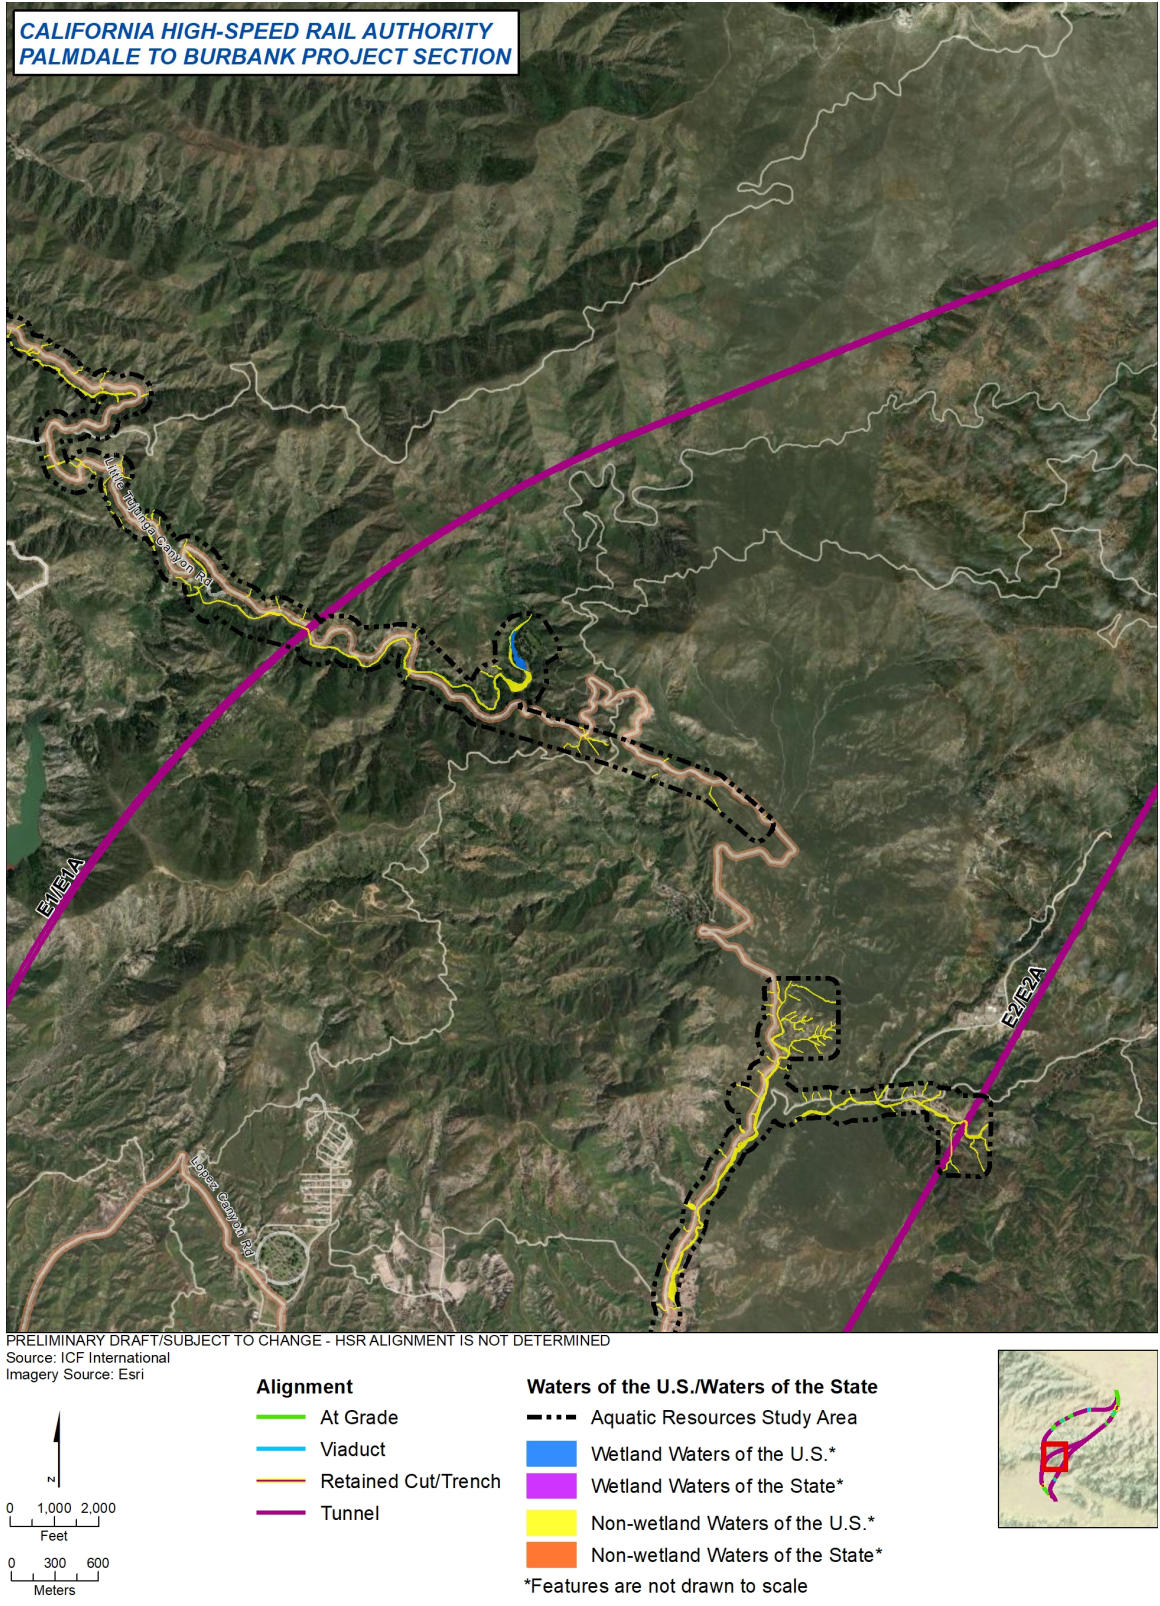 CALIFORNIA HIGH-SPEED RAIL AUTHORITY
PALMDALE TO BURBANK PROJECT SECTION
Little Tujunga Canyon Rd
E1/E1A
E2/E2A
Lopez Canyon Rd
PRELIMINARY DRAFT/SUBJECT TO CHANGE - HSR ALIGNMENT IS NOT DETERMINED
Source: ICF International
Imagery Source: Esri
N
0 1,000 2,000
Feet
0 300 600
Meters
Alignment
At Grade
Viaduct
Retained Cut/Trench
Tunnel
Waters of the U.S./Waters of the State
Aquatic Resources Study Area
Wetland Waters of the U.S.*
Wetland Waters of the State*
Non-wetland Waters of the U.S.*
Non-wetland Waters of the State*
*Features are not drawn to scale